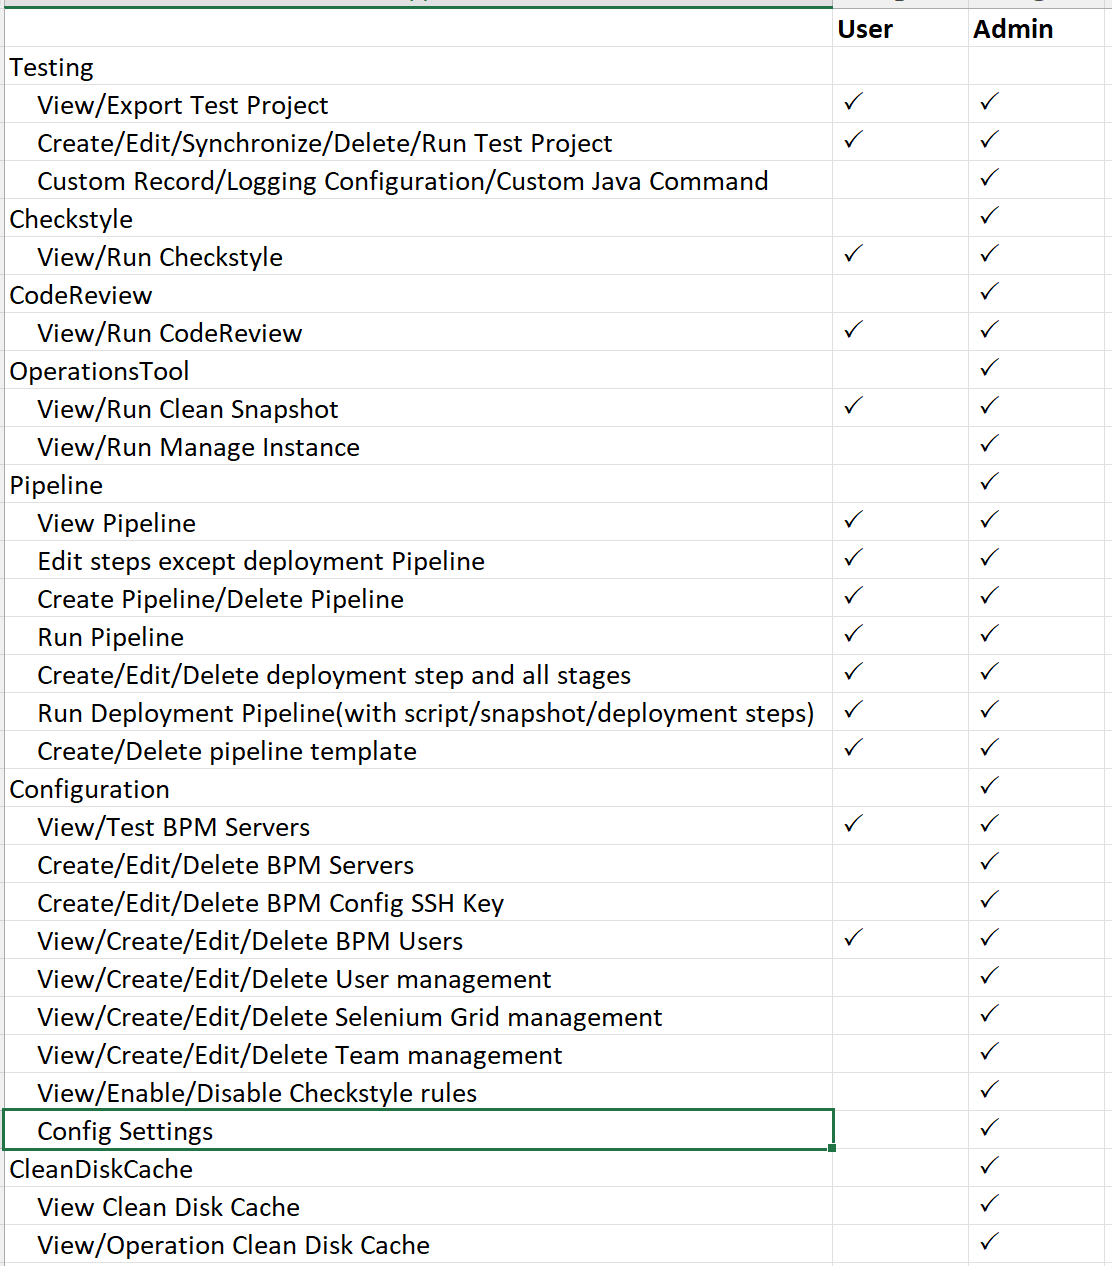 User Admin
Testing
View/Export Test Project ✓ ✓
Create/Edit/Synchronize/Delete/Run Test Project ✓ ✓
Custom Record/Logging Configuration/Custom Java Command ✓
Checkstyle ✓
View/Run Checkstyle ✓ ✓
CodeReview ✓
View/Run CodeReview ✓ ✓
OperationsTool ✓
View/Run Clean Snapshot ✓ ✓
View/Run Manage Instance ✓
Pipeline ✓
View Pipeline ✓ ✓
Edit steps except deployment Pipeline ✓ ✓
Create Pipeline/Delete Pipeline ✓ ✓
Run Pipeline ✓ ✓
Create/Edit/Delete deployment step and all stages ✓ ✓
Run Deployment Pipeline(with script/snapshot/deployment steps) ✓ ✓
Create/Delete pipeline template ✓ ✓
Configuration ✓
View/Test BPM Servers ✓ ✓
Create/Edit/Delete BPM Servers ✓
Create/Edit/Delete BPM Config SSH Key ✓
View/Create/Edit/Delete BPM Users ✓ ✓
View/Create/Edit/Delete User management ✓
View/Create/Edit/Delete Selenium Grid management ✓
View/Create/Edit/Delete Team management ✓
View/Enable/Disable Checkstyle rules ✓
Config Settings ✓
CleanDiskCache ✓
View Clean Disk Cache ✓
View/Operation Clean Disk Cache ✓